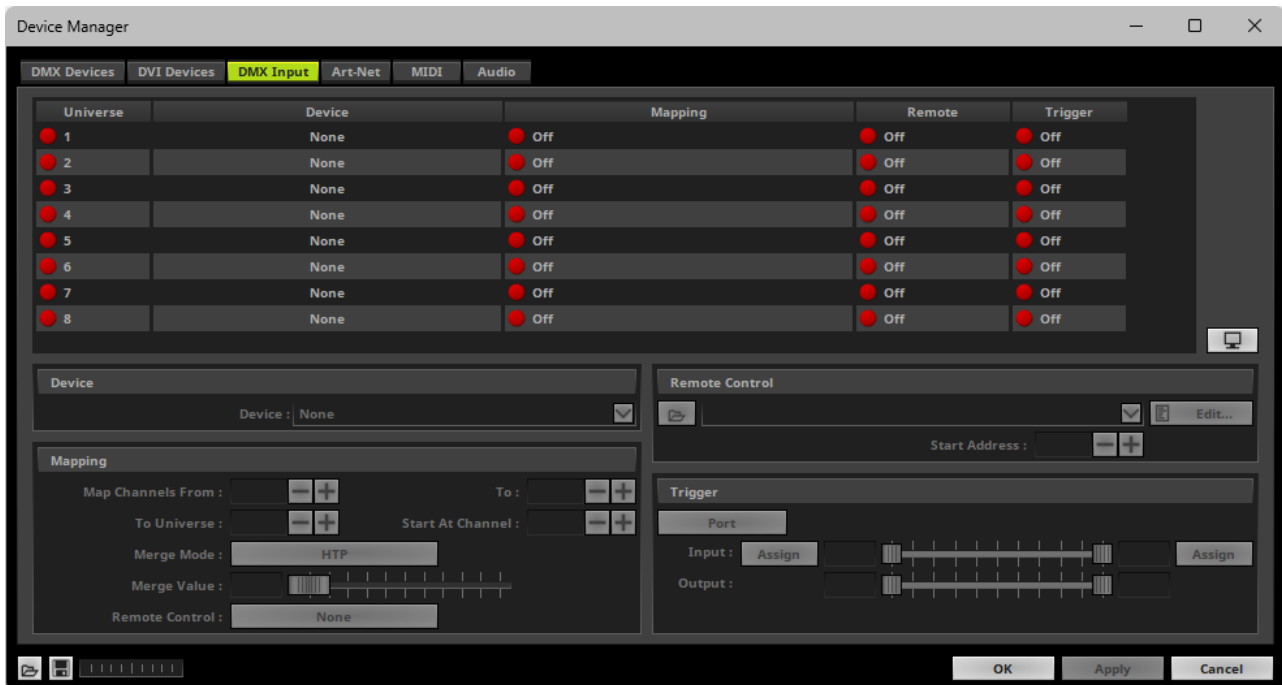 Device Manager
DMX Devices DVI Devices DMX Input Art-Net MIDI Audio
Universe Device Mapping Remote Trigger
1 None Off Off Off
2 None Off Off Off
3 None Off Off Off
4 None Off Off Off
5 None Off Off Off
6 None Off Off Off
7 None Off Off Off
8 None Off Off Off
Device
Device : None
Mapping
Map Channels From : To :
To Universe : Start At Channel :
Merge Mode : HTP
Merge Value :
Remote Control : None
Remote Control
Edit...
Start Address :
Trigger
Port
Input : Assign Assign
Output :
OK Apply Cancel